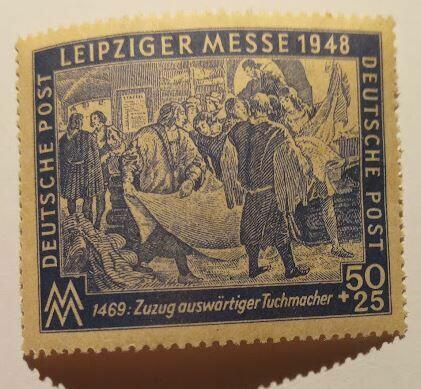 LEIPZIGER MESSE 1948
DEUTSCHE POST
DEUTSCHE POST
MM
1469: Zuzug auswärtiger Tuchmacher
50
+25